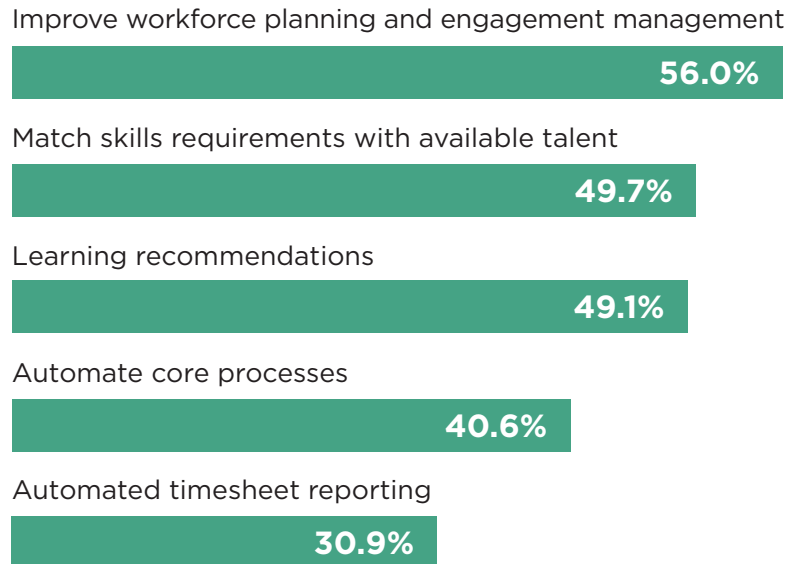 Improve workforce planning and engagement management
56.0%
Match skills requirements with available talent
49.7%
Learning recommendations
49.1%
Automate core processes
40.6%
Automated timesheet reporting
30.9%